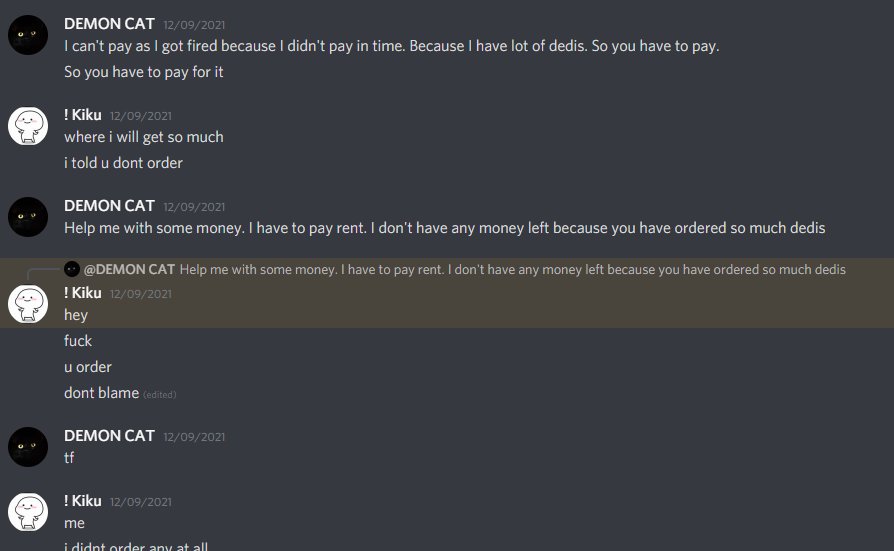 DEMON CAT 12/09/2021
I can't pay as I got fired because I didn't pay in time. Because I have lot of dedis. So you have to pay.
So you have to pay for it
! Kiku 12/09/2021
where i will get so much
i told u dont order
DEMON CAT 12/09/2021
Help me with some money. I have to pay rent. I don't have any money left because you have ordered so much dedis
@DEMON CAT Help me with some money. I have to pay rent. I don't have any money left because you have ordered so much dedis
! Kiku 12/09/2021
hey
fuck
u order
dont blame (edited)
DEMON CAT 12/09/2021
tf
! Kiku 12/09/2021
me
i didnt order any at all